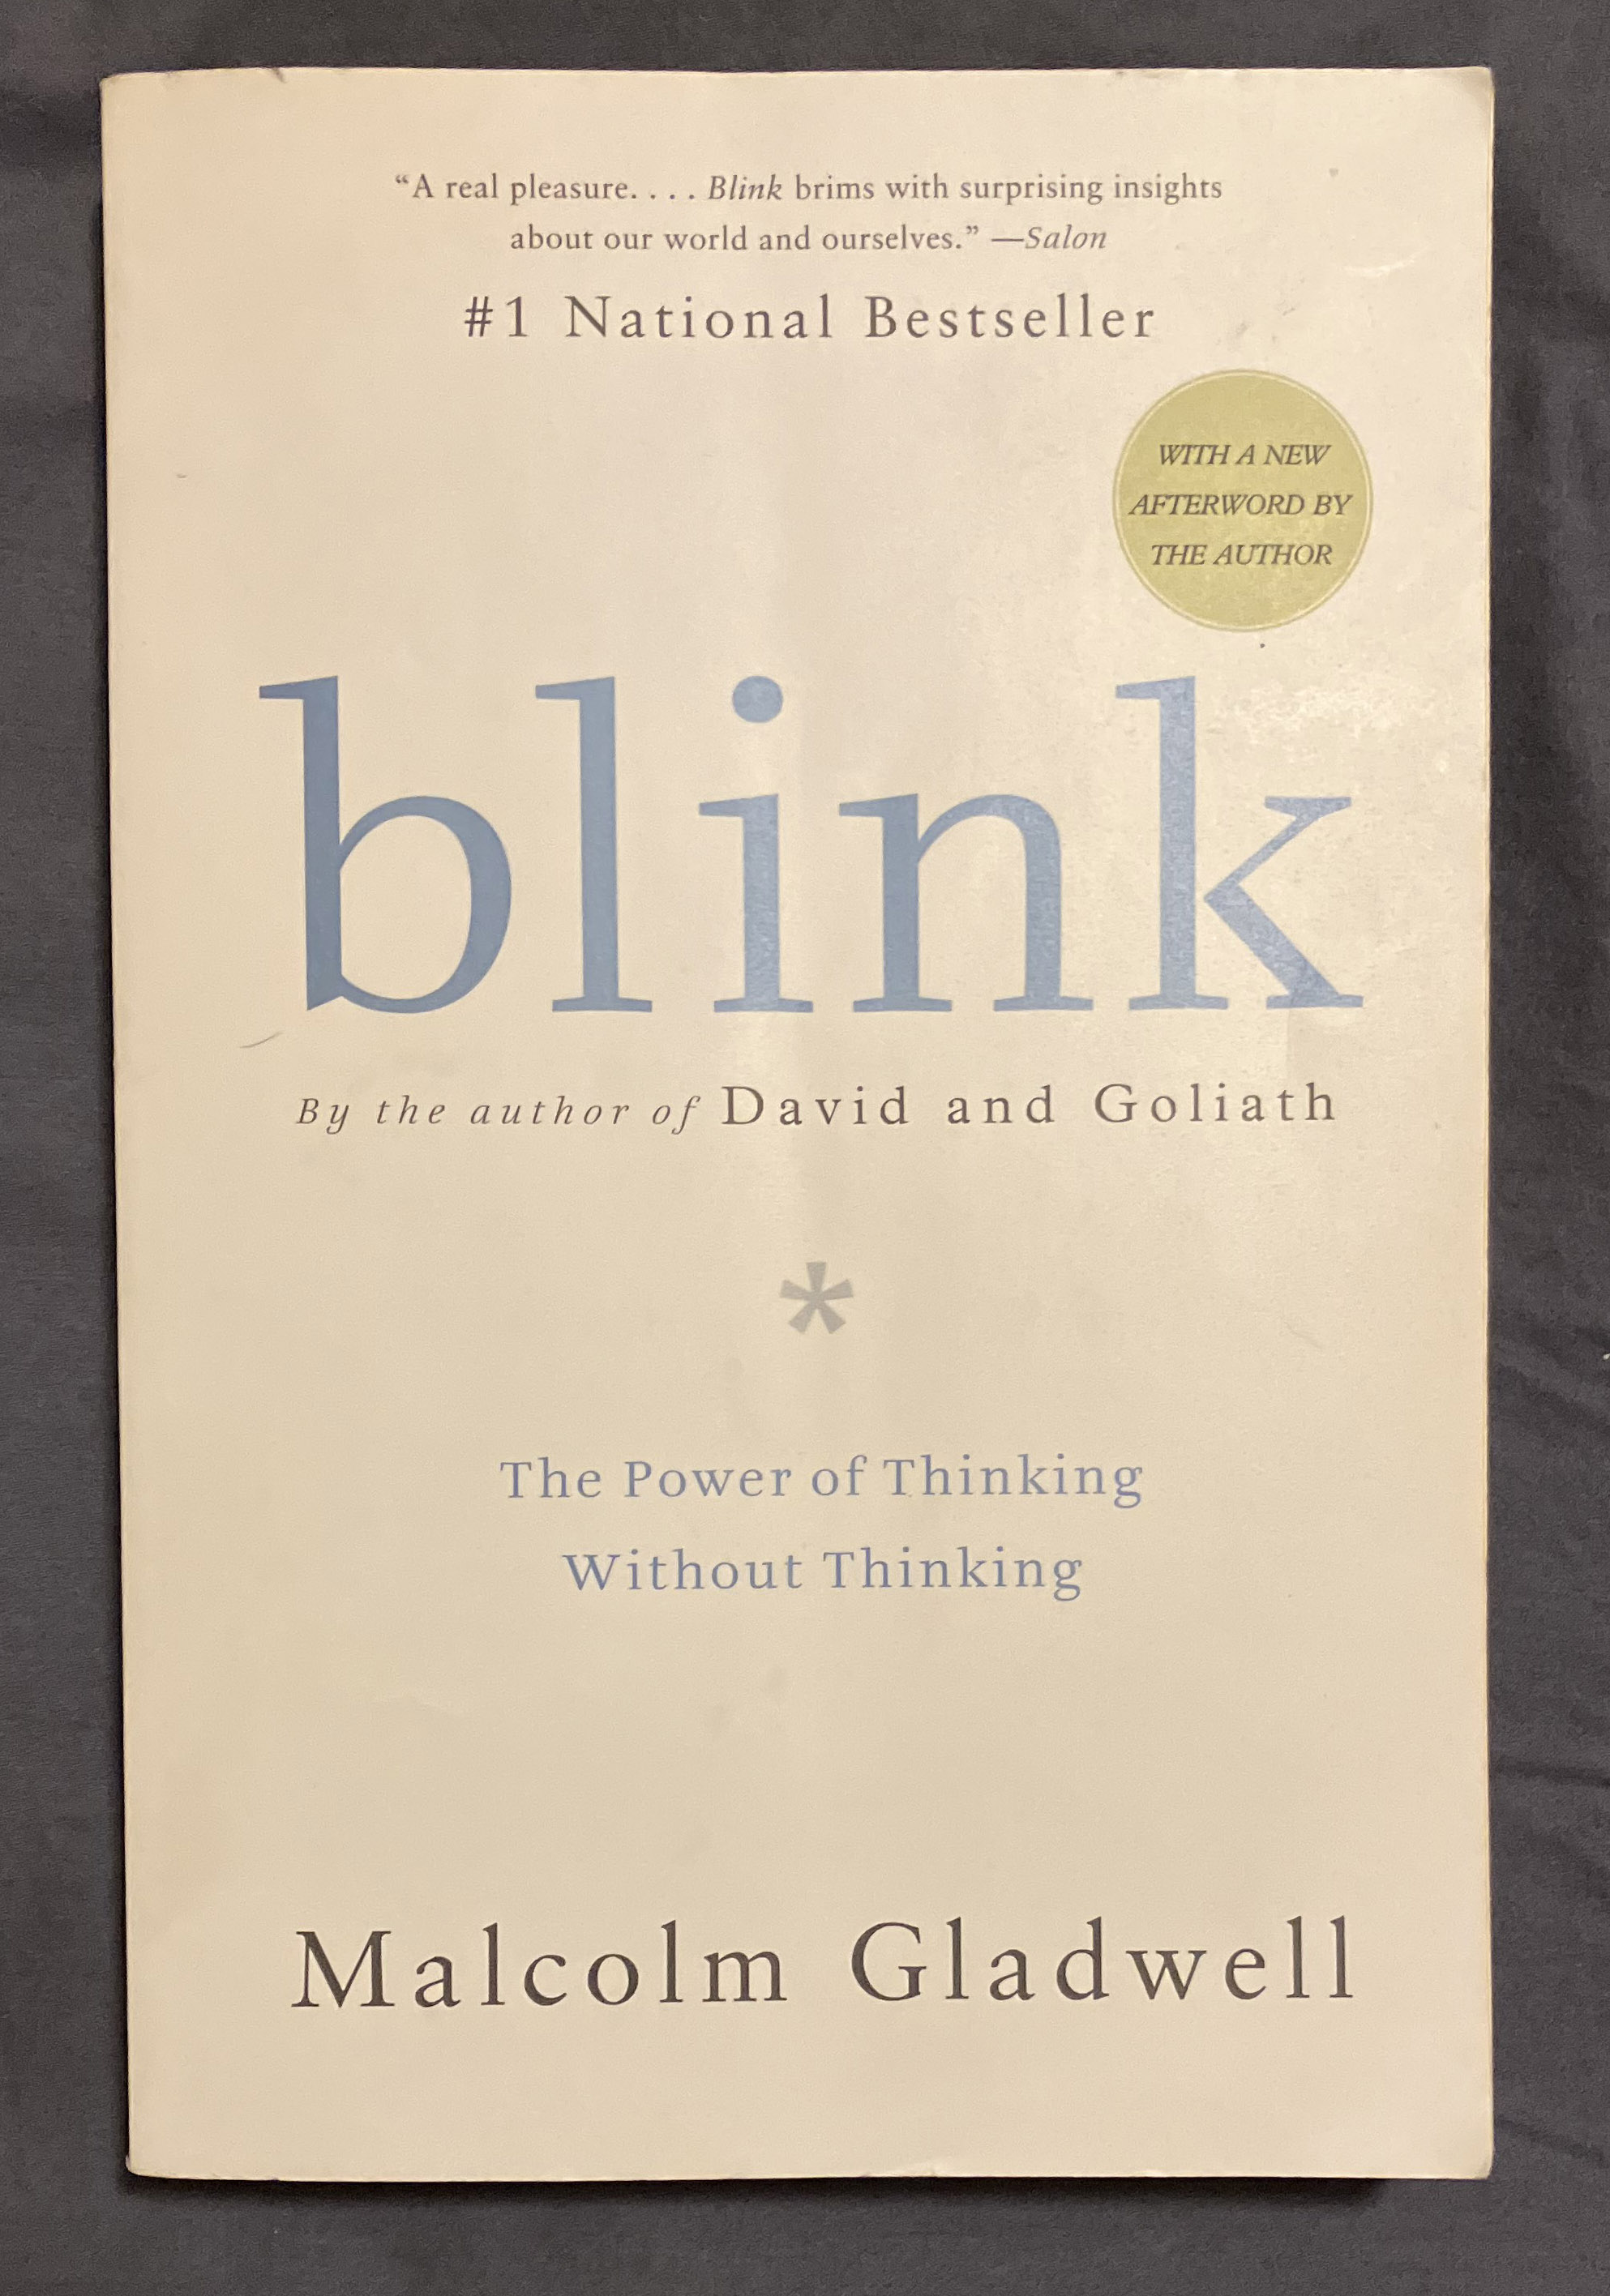 “A real pleasure. . . . Blink brims with surprising insights
about our world and ourselves.” —Salon
#1 National Bestseller
WITH A NEW
AFTERWORD BY
THE AUTHOR
blink
By the author of David and Goliath
*
The Power of Thinking
Without Thinking
Malcolm Gladwell